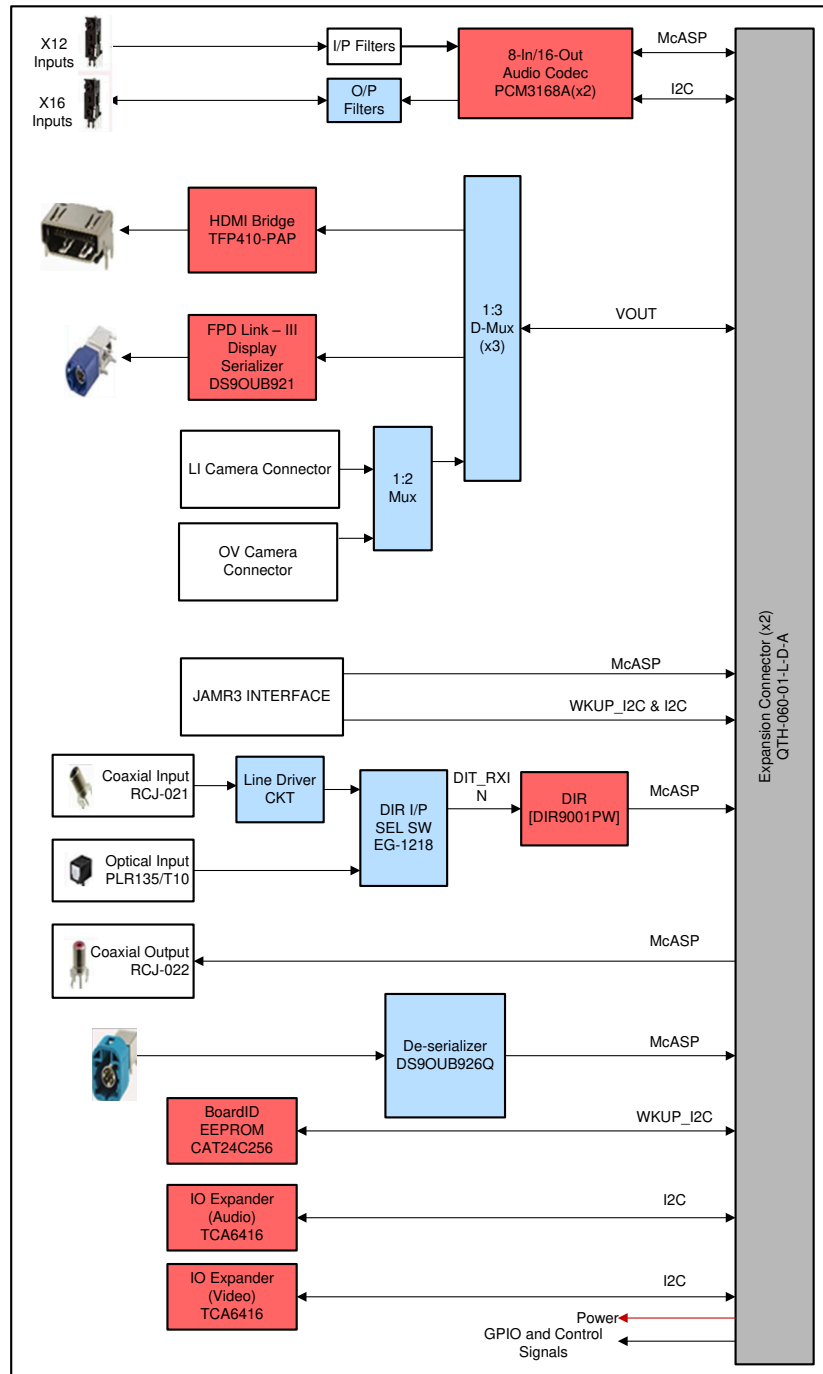 X12
Inputs
I/P Filters
8-In/16-Out
Audio Codec
PCM3168A(x2)
McASP
X16
Inputs
O/P
Filters
I2C
HDMI Bridge
TFP410-PAP
1:3
D-Mux
(x3)
VOUT
FPD Link – III
Display
Serializer
DS9OUB921
LI Camera Connector
1:2
Mux
OV Camera
Connector
Expansion Connector (x2)
QTH-060-01-L-D-A
JAMR3 INTERFACE
McASP
WKUP_I2C & I2C
Coaxial Input
RCJ-021
Line Driver
CKT
DIR I/P
SEL SW
EG-1218
DIT_RXI
N
DIR
[DIR9001PW]
McASP
Optical Input
PLR135/T10
Coaxial Output
RCJ-022
McASP
De-serializer
DS9OUB926Q
McASP
BoardID
EEPROM
CAT24C256
WKUP_I2C
IO Expander
(Audio)
TCA6416
I2C
IO Expander
(Video)
TCA6416
I2C
Power
GPIO and Control
Signals